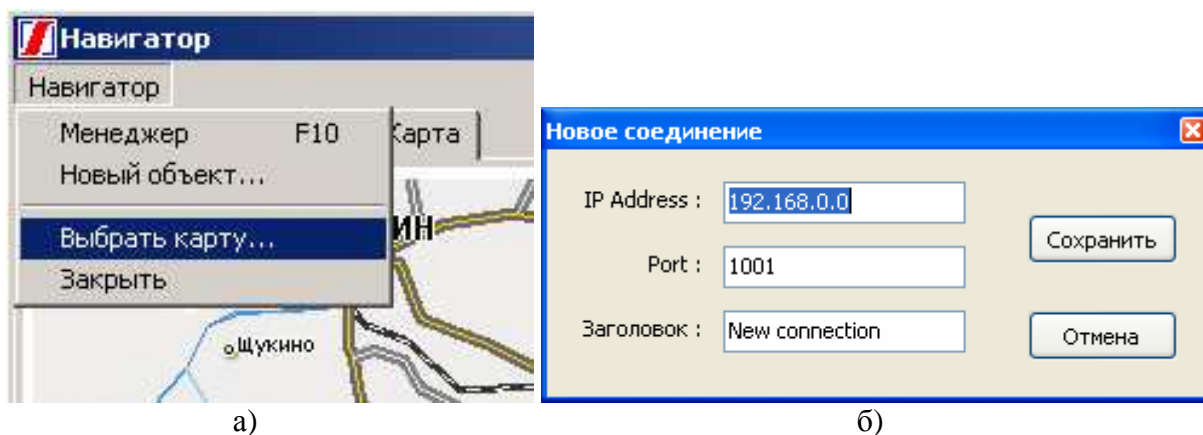 Навигатор
Навигатор
Менеджер F10
Карта
Новый объект...
Выбрать карту...
ИН
Закрыть
Щукино
а)
Новое соединение
IP Address : 192.168.0.0
Сохранить
Port : 1001
Заголовок : New connection
Отмена
б)